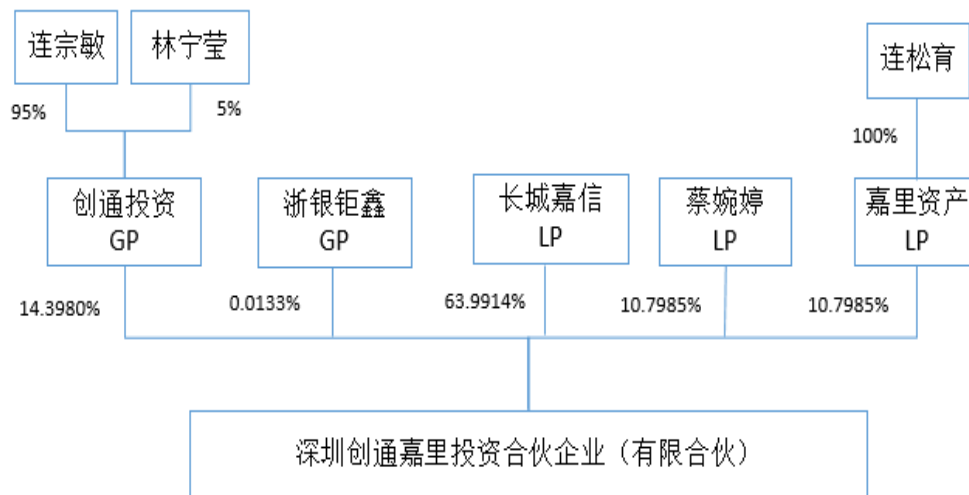 连宗敏
林宁莹
连松育
95%
5%
100%
创通投资
GP
浙银钜鑫
GP
长城嘉信
LP
蔡婉婷
LP
嘉里资产
LP
14.3980%
0.0133%
63.9914%
10.7985%
10.7985%
深圳创通嘉里投资合伙企业（有限合伙）